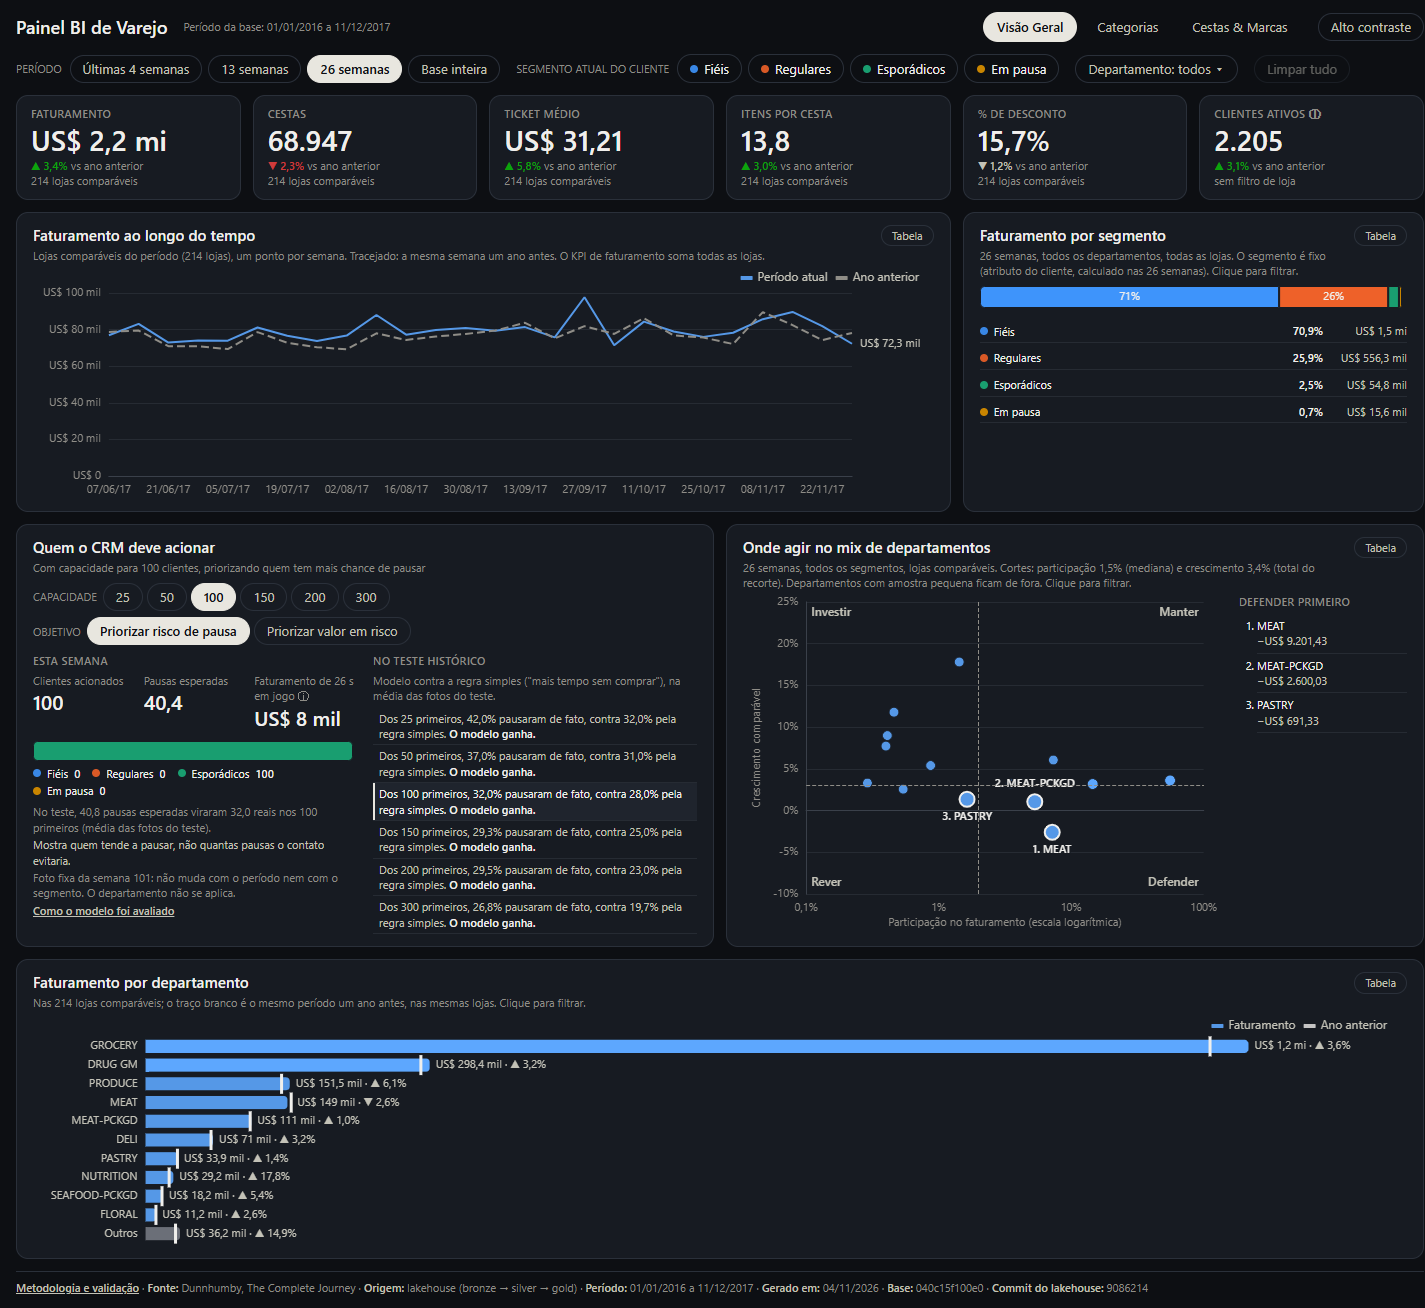 Painel BI de Varejo
Período da base: 01/01/2016 a 11/12/2017
Visão Geral
Categorias
Cestas & Marcas
Alto contraste
PERÍODO
Últimas 4 semanas
13 semanas
26 semanas
Base inteira
SEGMENTO ATUAL DO CLIENTE
Fiéis
Regulares
Esporádicos
Em pausa
Departamento: todos
Limpar tudo
FATURAMENTO
US$ 2,2 mi
▲ 3,4% vs ano anterior
214 lojas comparáveis
CESTAS
68.947
▼ 2,3% vs ano anterior
214 lojas comparáveis
TICKET MÉDIO
US$ 31,21
▲ 5,8% vs ano anterior
214 lojas comparáveis
ITENS POR CESTA
13,8
▲ 3,0% vs ano anterior
214 lojas comparáveis
% DE DESCONTO
15,7%
▼ 1,2% vs ano anterior
214 lojas comparáveis
CLIENTES ATIVOS ⓘ
2.205
▲ 3,1% vs ano anterior
sem filtro de loja
Faturamento ao longo do tempo
Tabela
Lojas comparáveis do período (214 lojas), um ponto por semana. Tracejado: a mesma semana um ano antes. O KPI de faturamento soma todas as lojas.
Período atual
Ano anterior
US$ 100 mil
US$ 80 mil
US$ 60 mil
US$ 40 mil
US$ 20 mil
US$ 0
US$ 72,3 mil
07/06/17
21/06/17
05/07/17
19/07/17
02/08/17
16/08/17
30/08/17
13/09/17
27/09/17
11/10/17
25/10/17
08/11/17
22/11/17
Faturamento por segmento
Tabela
26 semanas, todos os departamentos, todas as lojas. O segmento é fixo
(atributo do cliente, calculado nas 26 semanas). Clique para filtrar.
71%
26%
Fiéis 70,9% US$ 1,5 mi
Regulares 25,9% US$ 556,3 mil
Esporádicos 2,5% US$ 54,8 mil
Em pausa 0,7% US$ 15,6 mil
Quem o CRM deve acionar
Com capacidade para 100 clientes, priorizando quem tem mais chance de pausar
CAPACIDADE
25
50
100
150
200
300
OBJETIVO
Priorizar risco de pausa
Priorizar valor em risco
ESTA SEMANA
Clientes acionados
100
Pausas esperadas
40,4
Faturamento de 26 s
em jogo ⓘ
US$ 8 mil
Fiéis 0
Regulares 0
Esporádicos 100
Em pausa 0
No teste, 40,8 pausas esperadas viraram 32,0 reais nos 100
primeiros (média das fotos do teste).
Mostra quem tende a pausar, não quantas pausas o contato
evitaria.
Foto fixa da semana 101: não muda com o período nem com o
segmento. O departamento não se aplica.
Como o modelo foi avaliado
NO TESTE HISTÓRICO
Modelo contra a regra simples ("mais tempo sem comprar"), na
média das fotos do teste.
Dos 25 primeiros, 42,0% pausaram de fato, contra 32,0% pela
regra simples. O modelo ganha.
Dos 50 primeiros, 37,0% pausaram de fato, contra 31,0% pela
regra simples. O modelo ganha.
Dos 100 primeiros, 32,0% pausaram de fato, contra 28,0% pela
regra simples. O modelo ganha.
Dos 150 primeiros, 29,3% pausaram de fato, contra 25,0% pela
regra simples. O modelo ganha.
Dos 200 primeiros, 29,5% pausaram de fato, contra 23,0% pela
regra simples. O modelo ganha.
Dos 300 primeiros, 26,8% pausaram de fato, contra 19,7% pela
regra simples. O modelo ganha.
Onde agir no mix de departamentos
Tabela
26 semanas, todos os segmentos, lojas comparáveis. Cortes: participação 1,5% (mediana) e crescimento 3,4% (total do
recorte). Departamentos com amostra pequena ficam de fora. Clique para filtrar.
Crescimento comparável
25%
20%
15%
10%
5%
0%
-5%
-10%
Investir
Manter
2. MEAT-PCKGD
3. PASTRY
1. MEAT
Rever
Defender
0,1%
1%
10%
100%
Participação no faturamento (escala logarítmica)
DEFENDER PRIMEIRO
1. MEAT
−US$ 9.201,43
2. MEAT-PCKGD
−US$ 2.600,03
3. PASTRY
−US$ 691,33
Faturamento por departamento
Tabela
Nas 214 lojas comparáveis; o traço branco é o mesmo período um ano antes, nas mesmas lojas. Clique para filtrar.
Faturamento
Ano anterior
GROCERY US$ 1,2 mi · ▲ 3,6%
DRUG GM US$ 298,4 mil · ▲ 3,2%
PRODUCE US$ 151,5 mil · ▲ 6,1%
MEAT US$ 149 mil · ▼ 2,6%
MEAT-PCKGD US$ 111 mil · ▲ 1,0%
DELI US$ 71 mil · ▲ 3,2%
PASTRY US$ 33,9 mil · ▲ 1,4%
NUTRITION US$ 29,2 mil · ▲ 17,8%
SEAFOOD-PCKGD US$ 18,2 mil · ▲ 5,4%
FLORAL US$ 11,2 mil · ▲ 2,6%
Outros US$ 36,2 mil · ▲ 14,9%
Metodologia e validação · Fonte: Dunnhumby, The Complete Journey · Origem: lakehouse (bronze → silver → gold) · Período: 01/01/2016 a 11/12/2017 · Gerado em: 04/11/2026 · Base: 040c15f100e0 · Commit do lakehouse: 9086214